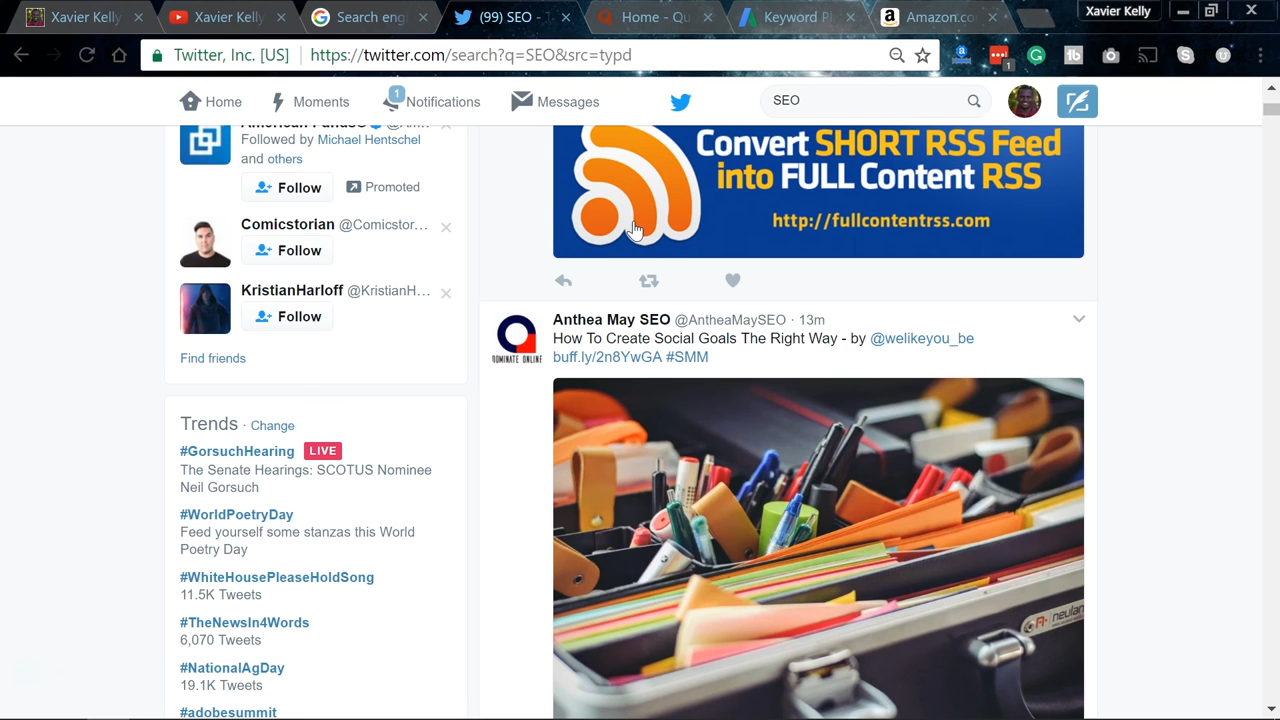 Xavier Kelly
Xavier Kelly
Search eng
(99) SEO -
Home - Qu
Keyword P
Amazon.co
Xavier Kelly
Twitter, Inc. [US]
https://twitter.com/search?q=SEO&src=typd
1
Home
Moments
1
Notifications
Messages
SEO
Followed by Michael Hentschel
and others
Follow
Promoted
Comicstorian @Comicstor...
Follow
KristianHarloff @KristianH...
Follow
Find friends
Trends · Change
#GorsuchHearing LIVE
The Senate Hearings: SCOTUS Nominee
Neil Gorsuch
#WorldPoetryDay
Feed yourself some stanzas this World
Poetry Day
#WhiteHousePleaseHoldSong
11.5K Tweets
#TheNewsIn4Words
6,070 Tweets
#NationalAgDay
19.1K Tweets
#adobesummit
Convert SHORT RSS Feed
into FULL Content RSS
http://fullcontentrss.com
DOMINATE ONLINE
Anthea May SEO @AntheaMaySEO · 13m
How To Create Social Goals The Right Way - by @welikeyou_be
buff.ly/2n8YwGA #SMM